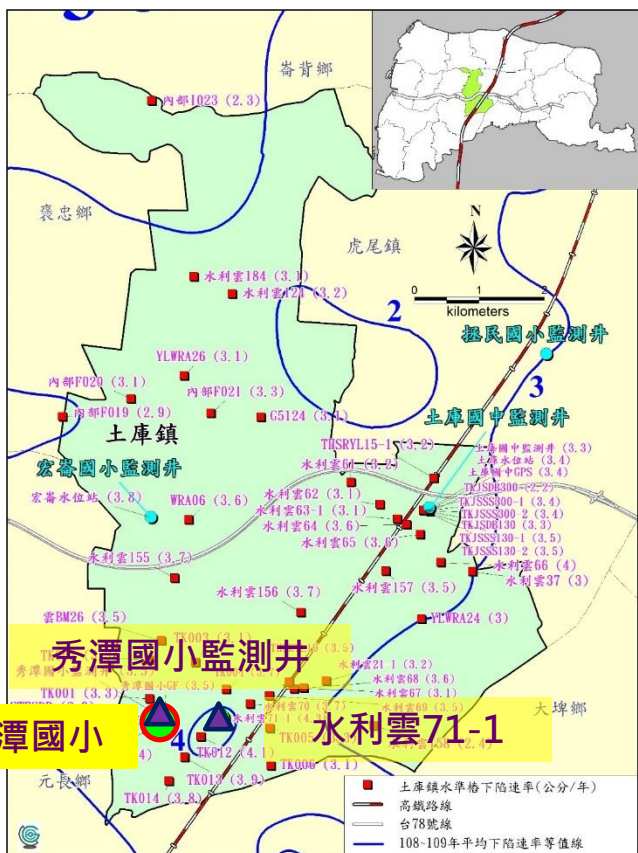 崙背鄉
內部I023 (2.3)
褒忠鄉
虎尾鎮
N
水利雲184 (3.1)
水利雲124 (3.2)
0 1 2
kilometers
2
拯民國小監測井
3
YLWRA26 (3.1)
內部F020 (3.1)
內部F021 (3.3)
內部F019 (2.9)
G5124 (3.1)
土庫鎮
土庫國中監測井
THSRYL15-1 (3.2)
土庫國中監測井 (3.3)
土庫水位站 (3.4)
土庫國中GPS (3.4)
水利雲61 (3.2)
宏崙國小監測井
TKJSDB300 (2.2)
宏崙水位站 (3.8)
WRA06 (3.6)
水利雲62 (3.1)
TKJSSS300-1 (3.4)
水利雲63-1 (3.1)
TKJSSS300-2 (3.4)
水利雲64 (3.6)
TKJSDB130 (3.3)
水利雲65 (3.6)
TKJSSS130-1 (3.5)
TKJSSS130-2 (3.5)
水利雲155 (3.7)
水利雲66 (4)
水利雲157 (3.5)
水利雲37 (3)
水利雲156 (3.7)
雲BM26 (3.5)
YLWRA24 (3)
TK003 (3.1)
秀潭國小監測井
水利雲21-1 (3.2)
秀潭國小GF (3.5)
水利雲68 (3.6)
TK001 (3.3)
水利雲67 (3.1)
水利雲70 (3.7)
水利雲69 (3.5)
水利雲71-1
潭國小
大埤鄉
4
TK012 (4.1)
TK006 (3.1)
元長鄉
TK013 (3.9)
TK014 (3.8)
土庫鎮水準樁下陷速率(公分/年)
高鐵路線
台78號線
108~109年平均下陷速率等值線